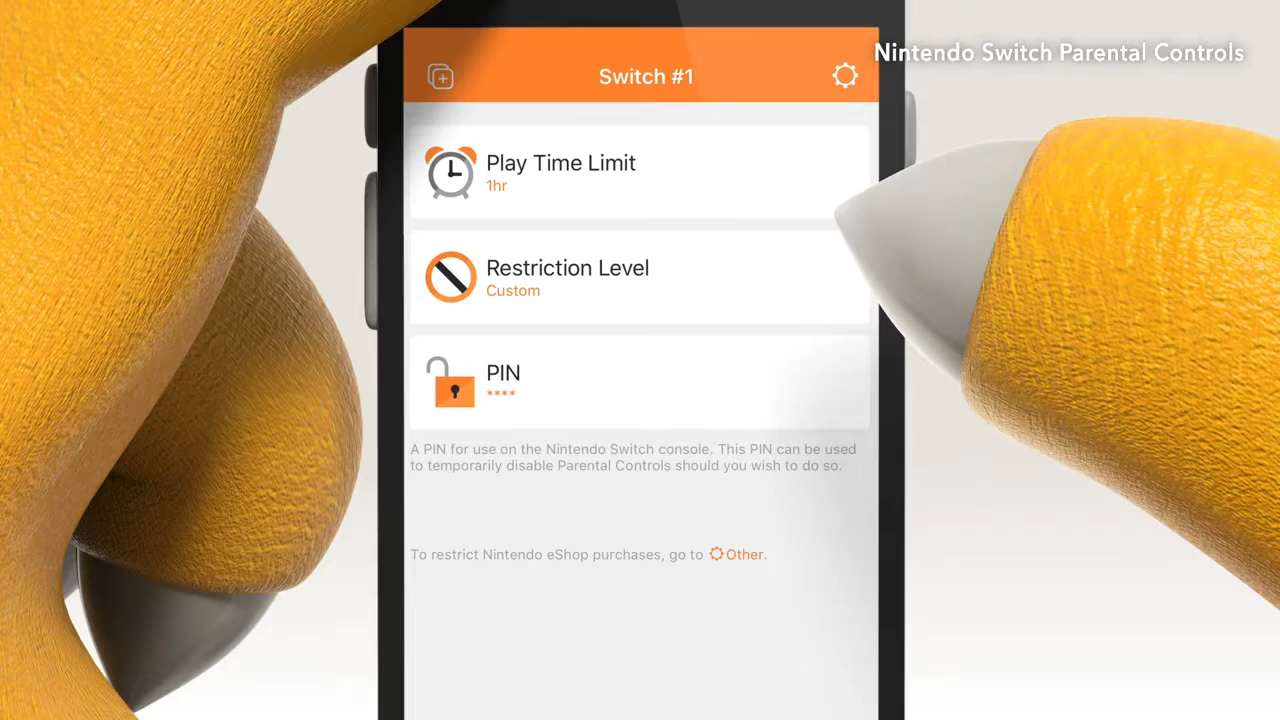 Nintendo Switch Parental Controls
Switch #1
Play Time Limit
1hr
Restriction Level
Custom
PIN
****
A PIN for use on the Nintendo Switch console. This PIN can be used
to temporarily disable Parental Controls should you wish to do so.
To restrict Nintendo eShop purchases, go to Other.